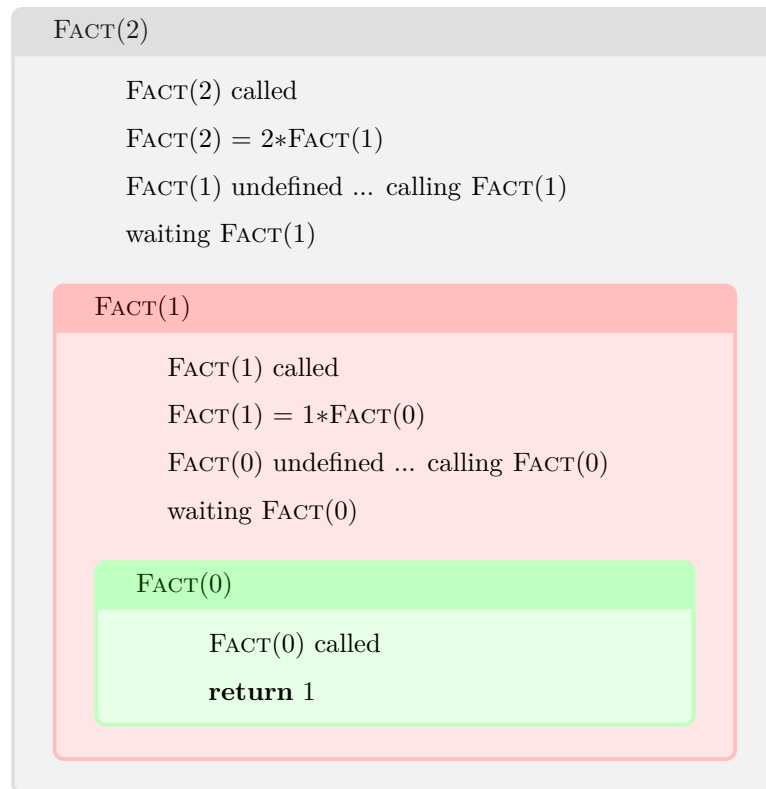 FACT(2)
FACT(2) called
FACT(2) = 2*FACT(1)
FACT(1) undefined ... calling FACT(1)
waiting FACT(1)
FACT(1)
FACT(1) called
FACT(1) = 1*FACT(0)
FACT(0) undefined ... calling FACT(0)
waiting FACT(0)
FACT(0)
FACT(0) called
return 1